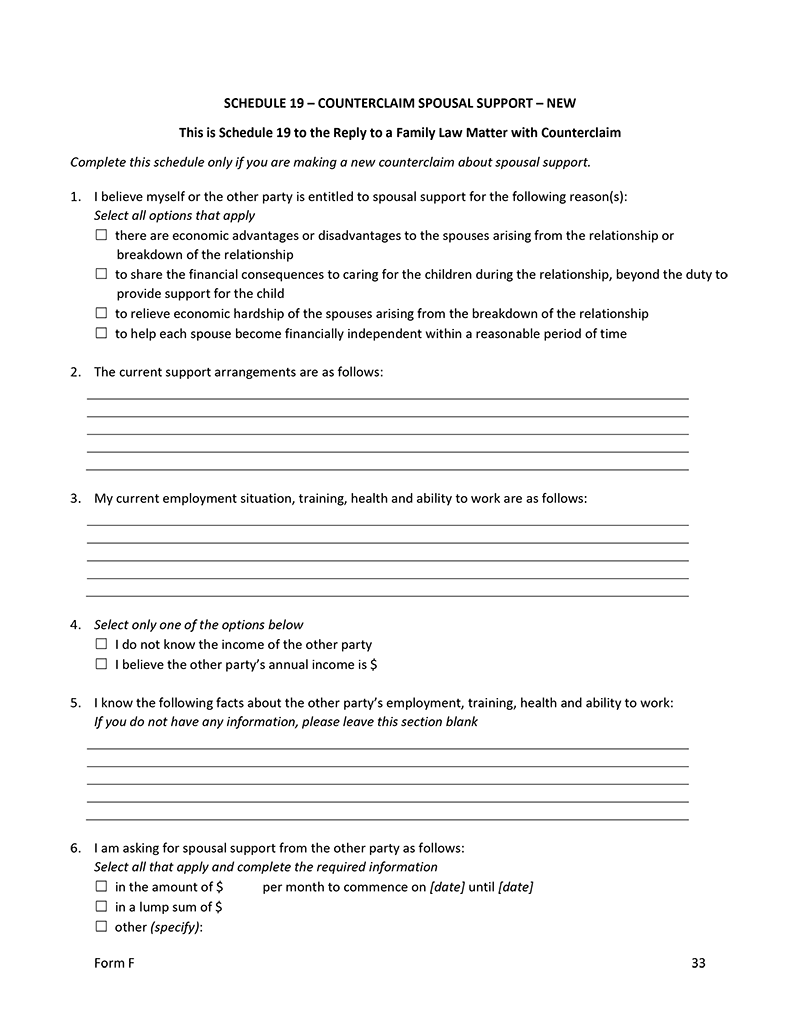 SCHEDULE 19 – COUNTERCLAIM SPOUSAL SUPPORT – NEW
This is Schedule 19 to the Reply to a Family Law Matter with Counterclaim
Complete this schedule only if you are making a new counterclaim about spousal support.
1. I believe myself or the other party is entitled to spousal support for the following reason(s):
Select all options that apply
☐ there are economic advantages or disadvantages to the spouses arising from the relationship or
breakdown of the relationship
☐ to share the financial consequences to caring for the children during the relationship, beyond the duty to
provide support for the child
☐ to relieve economic hardship of the spouses arising from the breakdown of the relationship
☐ to help each spouse become financially independent within a reasonable period of time
2. The current support arrangements are as follows:
3. My current employment situation, training, health and ability to work are as follows:
4. Select only one of the options below
☐ I do not know the income of the other party
☐ I believe the other party’s annual income is $
5. I know the following facts about the other party’s employment, training, health and ability to work:
If you do not have any information, please leave this section blank
6. I am asking for spousal support from the other party as follows:
Select all that apply and complete the required information
☐ in the amount of $ per month to commence on [date] until [date]
☐ in a lump sum of $
☐ other (specify):
Form F 33